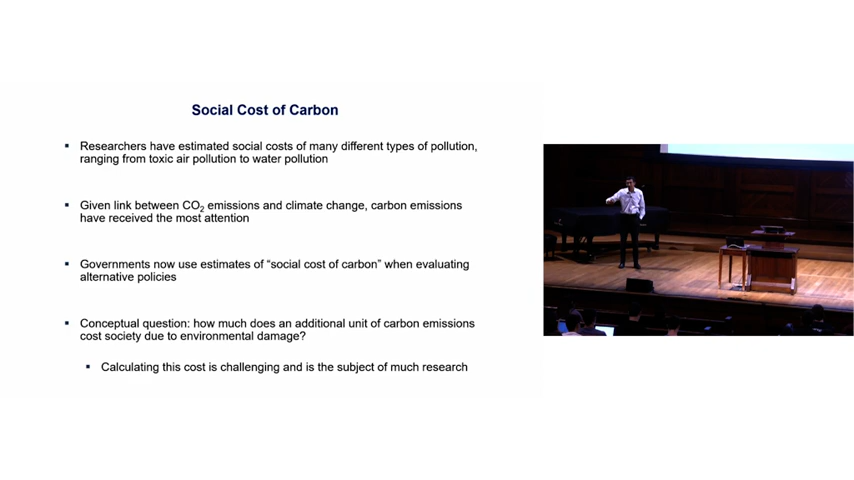 Social Cost of Carbon
▪ Researchers have estimated social costs of many different types of pollution,
ranging from toxic air pollution to water pollution
▪ Given link between CO₂ emissions and climate change, carbon emissions
have received the most attention
▪ Governments now use estimates of “social cost of carbon” when evaluating
alternative policies
▪ Conceptual question: how much does an additional unit of carbon emissions
cost society due to environmental damage?
▪ Calculating this cost is challenging and is the subject of much research